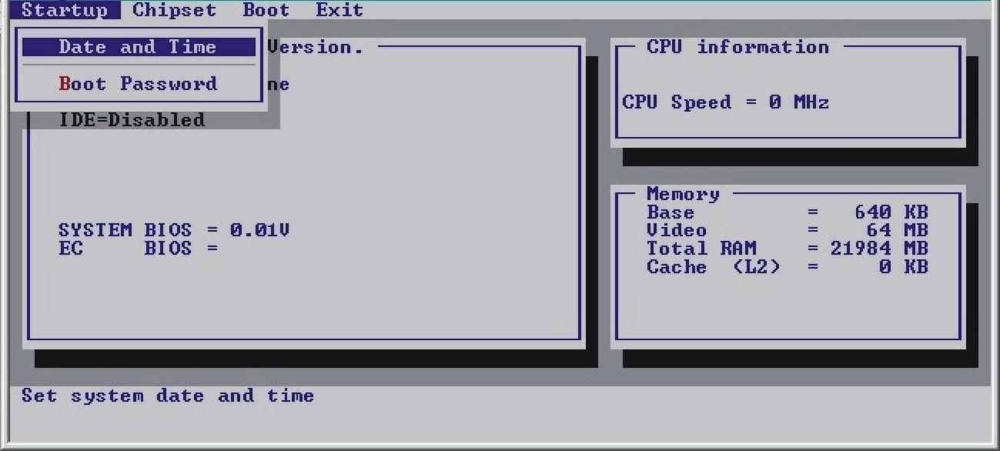 Startup Chipset Boot Exit
Date and Time
Version.
Boot Password
ne
IDE=Disabled
SYSTEM BIOS = 0.01V
EC BIOS =
CPU information
CPU Speed = 0 MHz
Memory
Base = 640 KB
Video = 64 MB
Total RAM = 21984 MB
Cache (L2) = 0 KB
Set system date and time